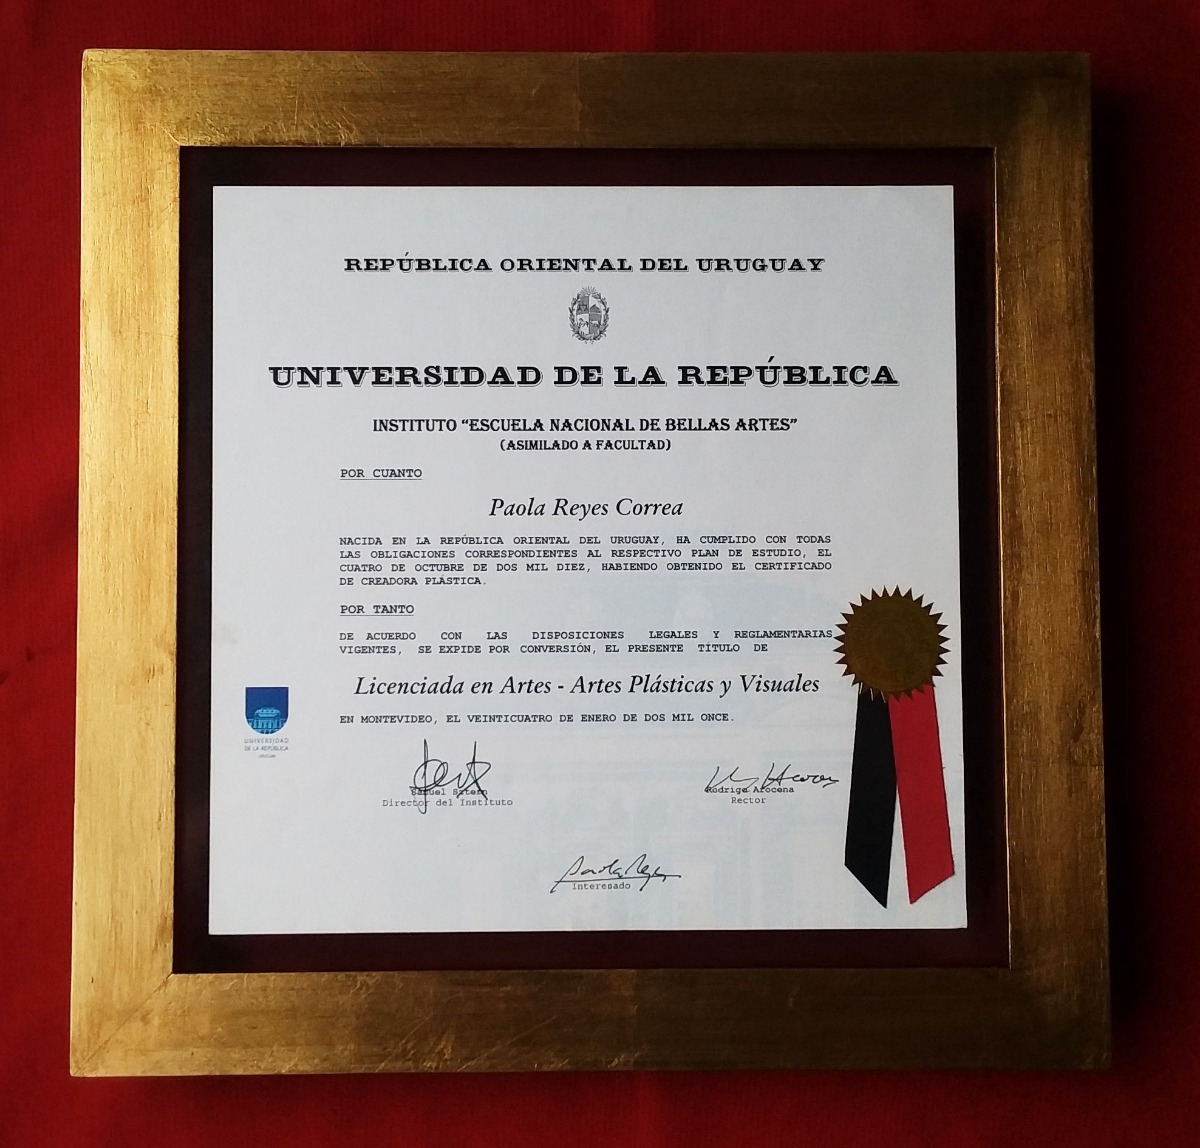 REPÚBLICA ORIENTAL DEL URUGUAY
UNIVERSIDAD DE LA REPÚBLICA
INSTITUTO “ESCUELA NACIONAL DE BELLAS ARTES”
(ASIMILADO A FACULTAD)
POR CUANTO
Paola Reyes Correa
NACIDA EN LA REPÚBLICA ORIENTAL DEL URUGUAY, HA CUMPLIDO CON TODAS
LAS OBLIGACIONES CORRESPONDIENTES AL RESPECTIVO PLAN DE ESTUDIO, EL
CUATRO DE OCTUBRE DE DOS MIL DIEZ, HABIENDO OBTENIDO EL CERTIFICADO
DE CREADORA PLÁSTICA.
POR TANTO
DE ACUERDO CON LAS DISPOSICIONES LEGALES Y REGLAMENTARIAS
VIGENTES, SE EXPIDE POR CONVERSIÓN, EL PRESENTE TÍTULO DE
Licenciada en Artes - Artes Plásticas y Visuales
EN MONTEVIDEO, EL VEINTICUATRO DE ENERO DE DOS MIL ONCE.
UNIVERSIDAD
DE LA REPÚBLICA
URUGUAY
Samuel Sztern
Director del Instituto
Rodrigo Arocena
Rector
Paola Reyes
Interesado